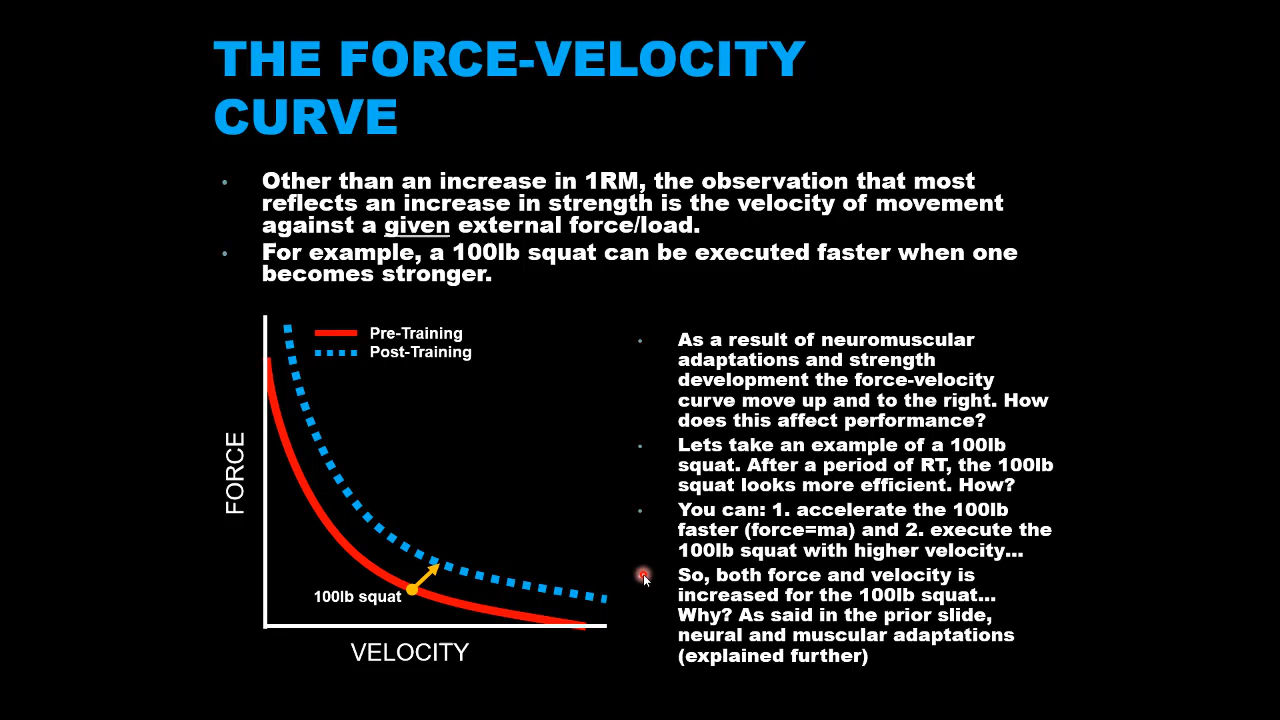 THE FORCE-VELOCITY
CURVE
• Other than an increase in 1RM, the observation that most
reflects an increase in strength is the velocity of movement
against a given external force/load.
• For example, a 100lb squat can be executed faster when one
becomes stronger.
Pre-Training
Post-Training
FORCE
100lb squat
VELOCITY
• As a result of neuromuscular
adaptations and strength
development the force-velocity
curve move up and to the right. How
does this affect performance?
• Lets take an example of a 100lb
squat. After a period of RT, the 100lb
squat looks more efficient. How?
• You can: 1. accelerate the 100lb
faster (force=ma) and 2. execute the
100lb squat with higher velocity...
So, both force and velocity is
increased for the 100lb squat...
Why? As said in the prior slide,
neural and muscular adaptations
(explained further)